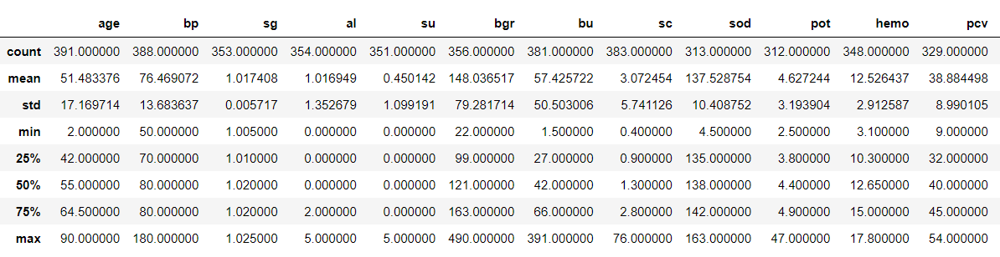 age bp sg al su bgr bu sc sod pot hemo pcv
count 391.000000 388.000000 353.000000 354.000000 351.000000 356.000000 381.000000 383.000000 313.000000 312.000000 348.000000 329.000000
mean 51.483376 76.469072 1.017408 1.016949 0.450142 148.036517 57.425722 3.072454 137.528754 4.627244 12.526437 38.884498
std 17.169714 13.683637 0.005717 1.352679 1.099191 79.281714 50.503006 5.741126 10.408752 3.193904 2.912587 8.990105
min 2.000000 50.000000 1.005000 0.000000 0.000000 22.000000 1.500000 0.400000 4.500000 2.500000 3.100000 9.000000
25% 42.000000 70.000000 1.010000 0.000000 0.000000 99.000000 27.000000 0.900000 135.000000 3.800000 10.300000 32.000000
50% 55.000000 80.000000 1.020000 0.000000 0.000000 121.000000 42.000000 1.300000 138.000000 4.400000 12.650000 40.000000
75% 64.500000 80.000000 1.020000 2.000000 0.000000 163.000000 66.000000 2.800000 142.000000 4.900000 15.000000 45.000000
max 90.000000 180.000000 1.025000 5.000000 5.000000 490.000000 391.000000 76.000000 163.000000 47.000000 17.800000 54.000000